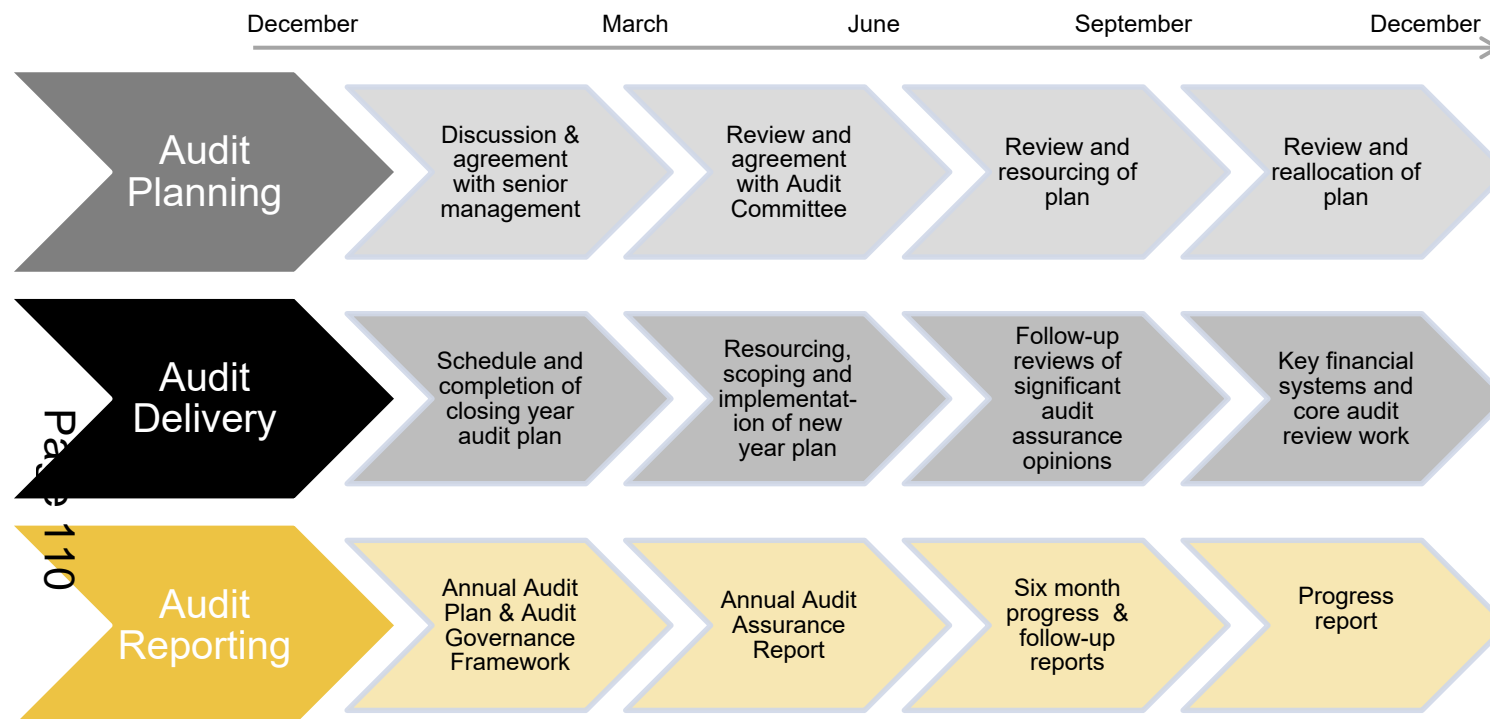 December
March
June
September
December
Audit
Planning
Discussion &
agreement
with senior
management
Review and
agreement
with Audit
Committee
Review and
resourcing of
plan
Review and
reallocation of
plan
Audit
Delivery
Schedule and
completion of
closing year
audit plan
Resourcing,
scoping and
implementat-
ion of new
year plan
Follow-up
reviews of
significant
audit
assurance
opinions
Key financial
systems and
core audit
review work
Audit
Reporting
Annual Audit
Plan & Audit
Governance
Framework
Annual Audit
Assurance
Report
Six month
progress  &
follow-up
reports
Progress
report
Page 110